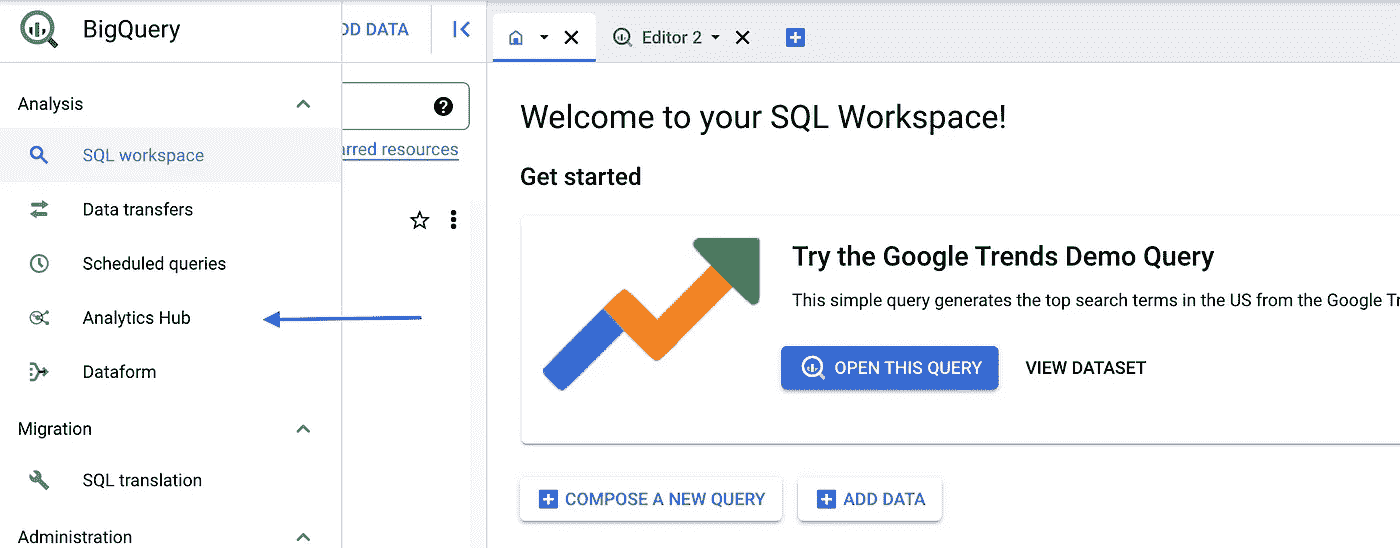 BigQuery
DD DATA
Editor 2
Analysis
SQL workspace
arred resources
Data transfers
Scheduled queries
Analytics Hub
Dataform
Migration
SQL translation
Administration
Welcome to your SQL Workspace!
Get started
Try the Google Trends Demo Query
This simple query generates the top search terms in the US from the Google Tr
OPEN THIS QUERY
VIEW DATASET
COMPOSE A NEW QUERY
ADD DATA